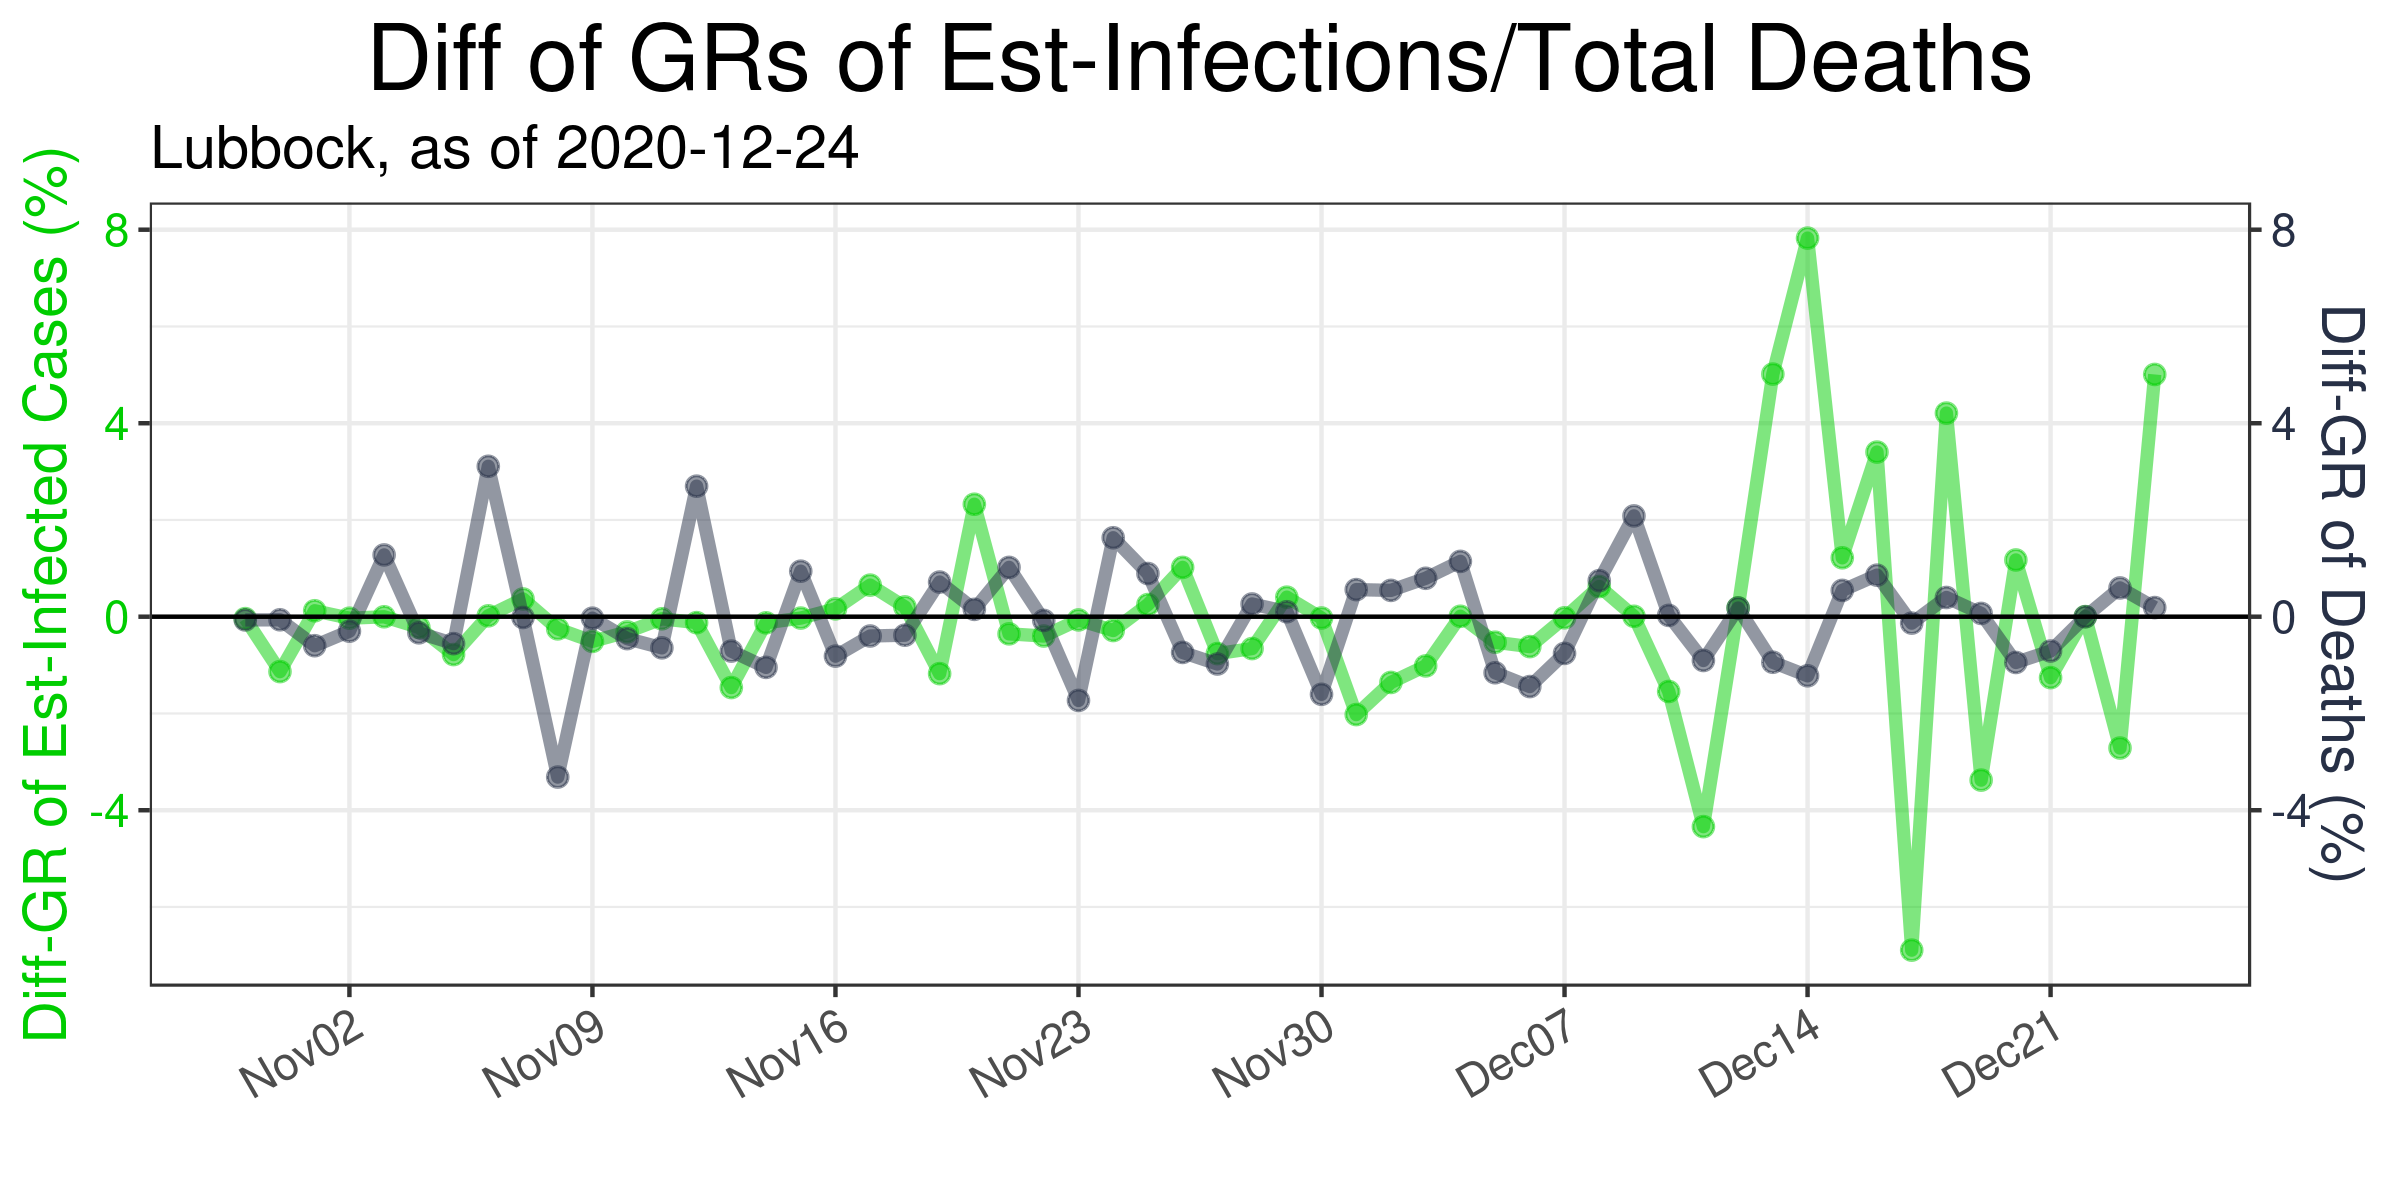 Diff of GRs of Est-Infections/Total Deaths
Lubbock, as of 2020-12-24
Diff-GR of Est-Infected Cases (%)
8
4
0
-4
8
4
0
-4
Diff-GR of Deaths (%)
Nov02
Nov09
Nov16
Nov23
Nov30
Dec07
Dec14
Dec21